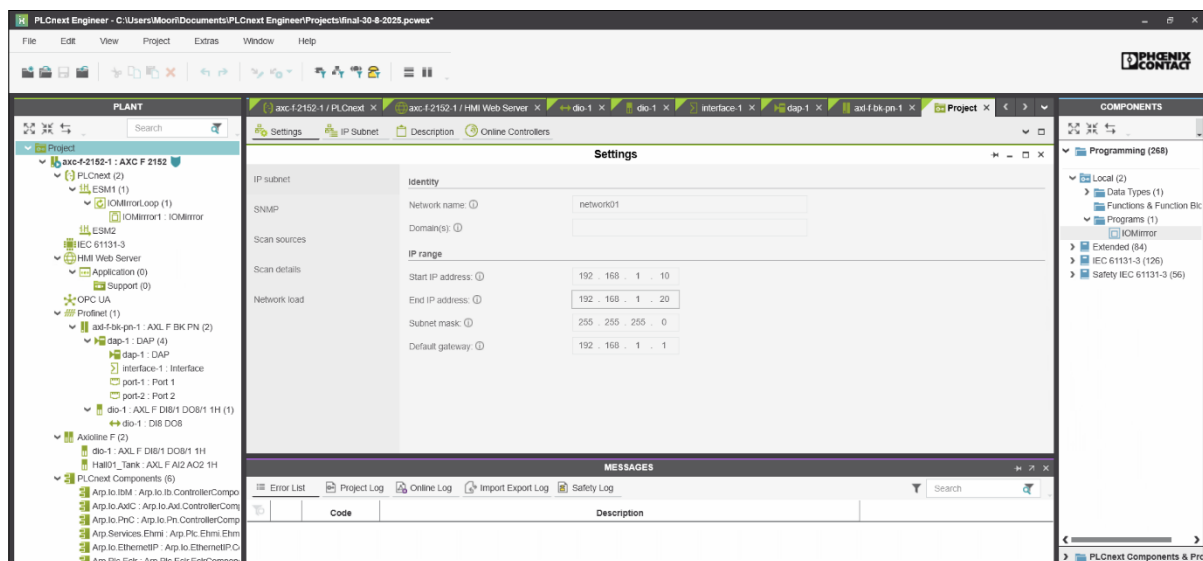 PLCnext Engineer - C:\Users\Moori\Documents\PLCnext Engineer\Projects\final-30-8-2025.pcwex*
File Edit View Project Extras Window Help
PHŒNIX
CONTACT
PLANT
Search
Project
axc-f-2152-1 : AXC F 2152
PLCnext (2)
ESM1 (1)
IOMIrrorLoop (1)
IOMirror1 : IOMirror
ESM2
IEC 61131-3
HMI Web Server
Application (0)
Support (0)
OPC UA
Profinet (1)
axl-f-bk-pn-1 : AXL F BK PN (2)
dap-1 : DAP (4)
dap-1 : DAP
interface-1 : Interface
port-1 : Port 1
port-2 : Port 2
dio-1 : AXL F DI8/1 DO8/1 1H (1)
dio-1 : DI8 DO8
Axioline F (2)
dio-1 : AXL F DI8/1 DO8/1 1H
Hall01_Tank : AXL F AI2 AO2 1H
PLCnext Components (6)
Arp.Io.IbM : Arp.Io.Ib.ControllerCompo
Arp.Io.AxlC : Arp.Io.Axl.ControllerComp
Arp.Io.PnC : Arp.Io.Pn.ControllerComp
Arp.Services.Ehmi : Arp.Plc.Ehmi.Ehm
Arp.Io.EthernetIP : Arp.Io.EthernetIP.C
axc-f-2152-1 / PLCnext axc-f-2152-1 / HMI Web Server dio-1 dio-1 interface-1 dap-1 axl-f-bk-pn-1 Project
Settings IP Subnet Description Online Controllers
Settings
IP subnet
SNMP
Scan sources
Scan details
Network load
Identity
Network name: network01
Domain(s):
IP range
Start IP address: 192 . 168 . 1 . 10
End IP address: 192 . 168 . 1 . 20
Subnet mask: 255 . 255 . 255 . 0
Default gateway: 192 . 168 . 1 . 1
MESSAGES
Error List Project Log Online Log Import Export Log Safety Log Search
Code Description
COMPONENTS
Programming (268)
Local (2)
Data Types (1)
Functions & Function Blo
Programs (1)
IOMirror
Extended (84)
IEC 61131-3 (126)
Safety IEC 61131-3 (56)
PLCnext Components & Pro